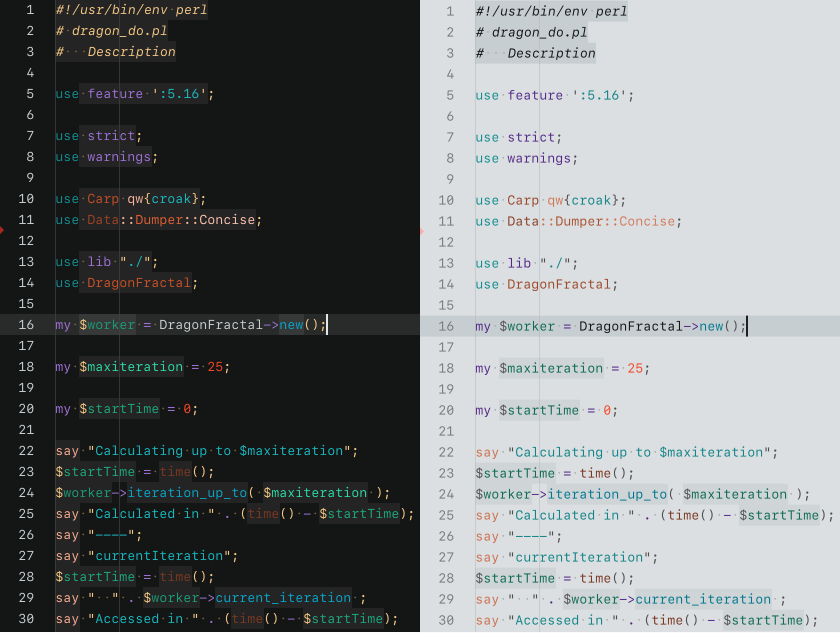 1 #!/usr/bin/env perl
2 # dragon_do.pl
3 #···Description
4
5 use·feature·':5.16';
6
7 use·strict;
8 use·warnings;
9
10 use·Carp·qw{croak};
11 use·Data::Dumper::Concise;
12
13 use·lib·"./";
14 use·DragonFractal;
15
16 my·$worker·=·DragonFractal->new();
17
18 my·$maxiteration·=·25;
19
20 my·$startTime·=·0;
21
22 say·"Calculating·up·to·$maxiteration";
23 $startTime·=·time();
24 $worker->iteration_up_to(·$maxiteration·);
25 say·"Calculated·in·"·.·(time()·-·$startTime);
26 say·"----";
27 say·"currentIteration";
28 $startTime·=·time();
29 say·"··"·.·$worker->current_iteration·;
30 say·"Accessed·in·"·.·(time()·-·$startTime);
1 #!/usr/bin/env·perl
2 #·dragon_do.pl
3 #···Description
4
5 use·feature·':5.16';
6
7 use·strict;
8 use·warnings;
9
10 use·Carp·qw{croak};
11 use·Data::Dumper::Concise;
12
13 use·lib·"./";
14 use·DragonFractal;
15
16 my·$worker·=·DragonFractal->new();
17
18 my·$maxiteration·=·25;
19
20 my·$startTime·=·0;
21
22 say·"Calculating·up·to·$maxiteration";
23 $startTime·=·time();
24 $worker->iteration_up_to(·$maxiteration·);
25 say·"Calculated·in·"·.·(time()·-·$startTime);
26 say·"----";
27 say·"currentIteration";
28 $startTime·=·time();
29 say·"··"·.·$worker->current_iteration·;
30 say·"Accessed·in·"·.·(time()·-·$startTime);